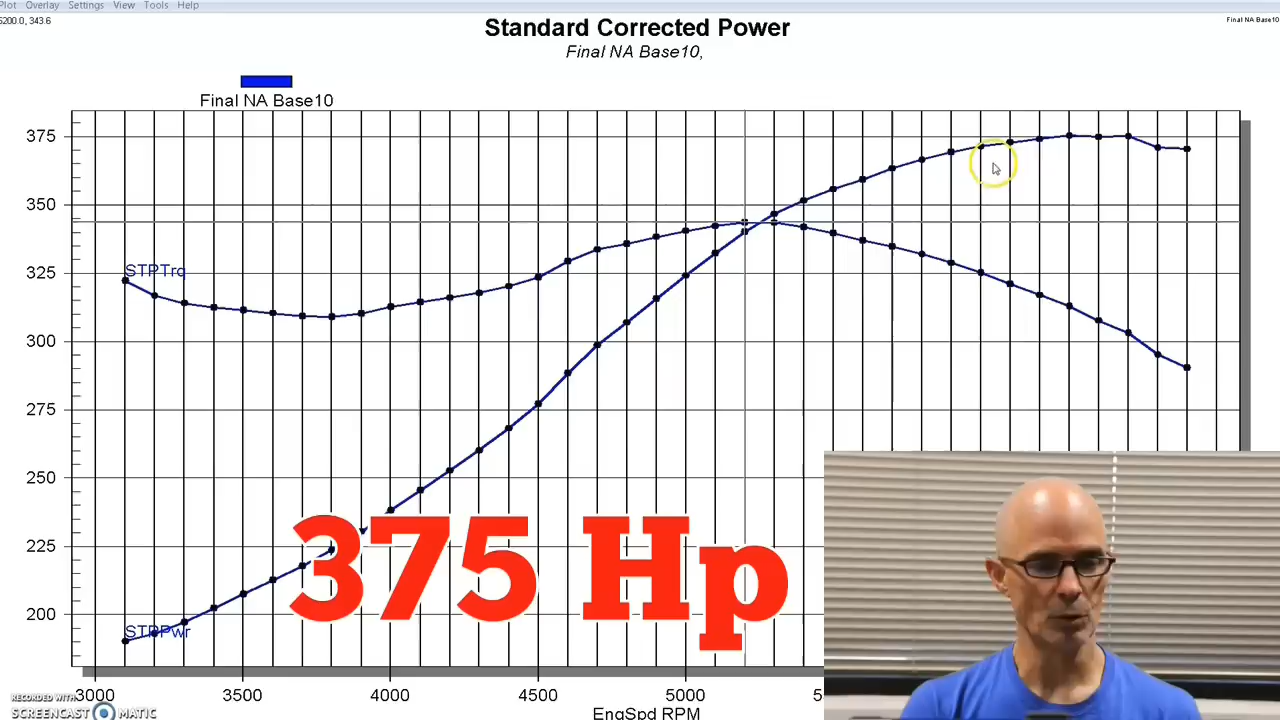 Plot Overlay Settings View Tools Help
5200.0, 343.6
Standard Corrected Power
Final NA Base10
Final NA Base10,
Final NA Base10
375
350
STPTrq
325
300
275
250
225
375 Hp
200
STPPwr
3000 3500 4000 4500 5000 5
EngSpd RPM
RECORDED WITH
SCREENCAST MATIC